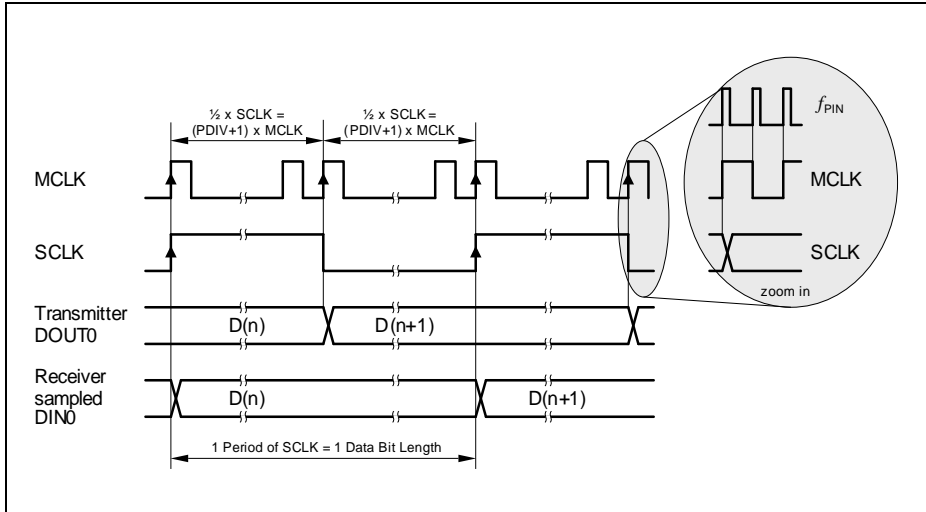 ½ x SCLK =
(PDIV+1) x MCLK
½ x SCLK =
(PDIV+1) x MCLK
fPIN
MCLK
MCLK
SCLK
SCLK
zoom in
Transmitter
DOUT0
D(n)
D(n+1)
Receiver
sampled
DIN0
D(n)
D(n+1)
1 Period of SCLK = 1 Data Bit Length